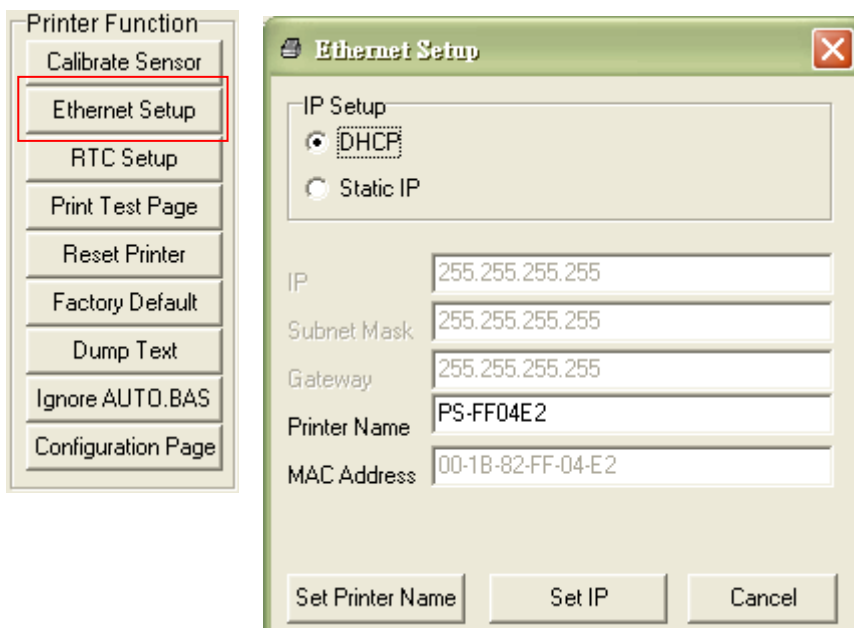 Printer Function
Calibrate Sensor
Ethernet Setup
RTC Setup
Print Test Page
Reset Printer
Factory Default
Dump Text
Ignore AUTO.BAS
Configuration Page
Ethernet Setup
IP Setup
DHCP
Static IP
IP 255.255.255.255
Subnet Mask 255.255.255.255
Gateway 255.255.255.255
Printer Name PS-FF04E2
MAC Address 00-1B-82-FF-04-E2
Set Printer Name Set IP Cancel